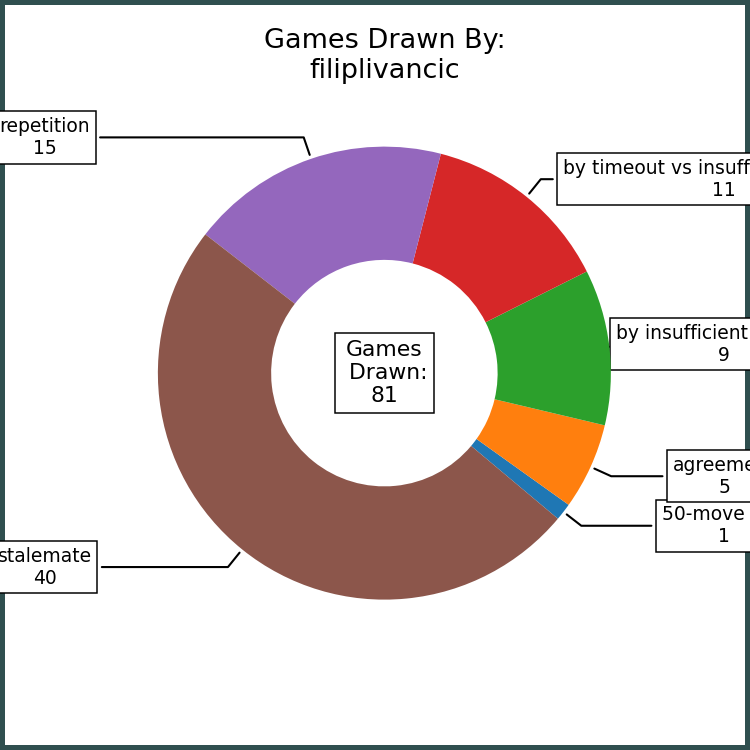 Games Drawn By:
filiplivancic
repetition
15
by timeout vs insuff
11
by insufficient
9
Games
Drawn:
81
agreeme
5
50-move
1
stalemate
40